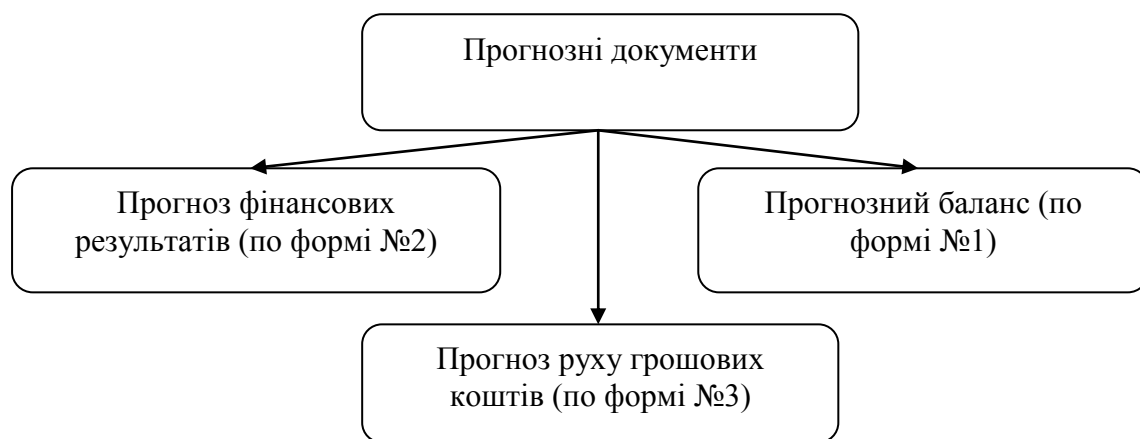 Прогнозні документи
Прогноз фінансових
результатів (по формі №2)
Прогнозний баланс (по
формі №1)
Прогноз руху грошових
коштів (по формі №3)